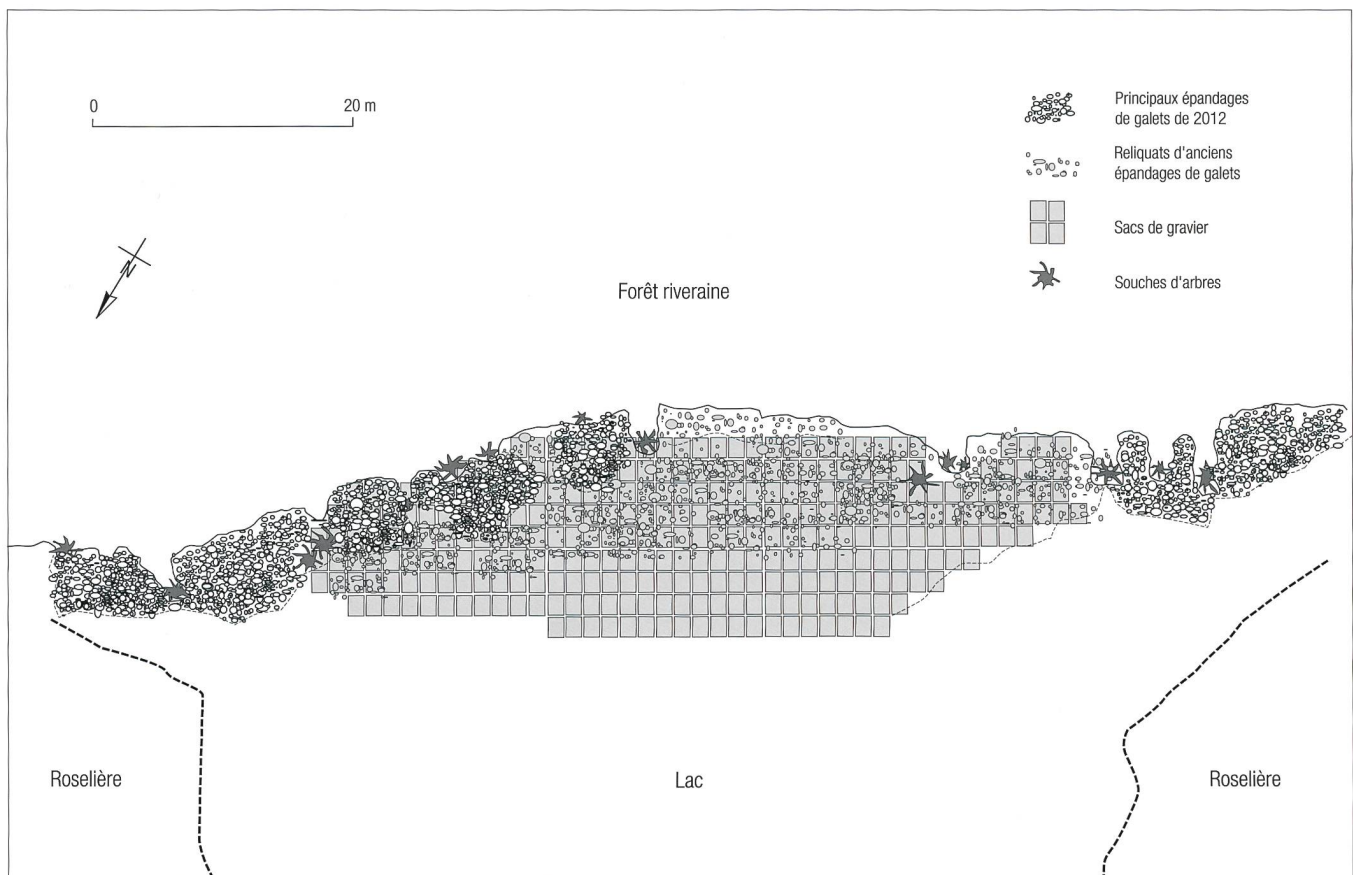 0 20 m
Principaux épandages
de galets de 2012
Reliquats d'anciens
épandages de galets
Sacs de gravier
Souches d'arbres
N
Forêt riveraine
Roselière
Lac
Roselière